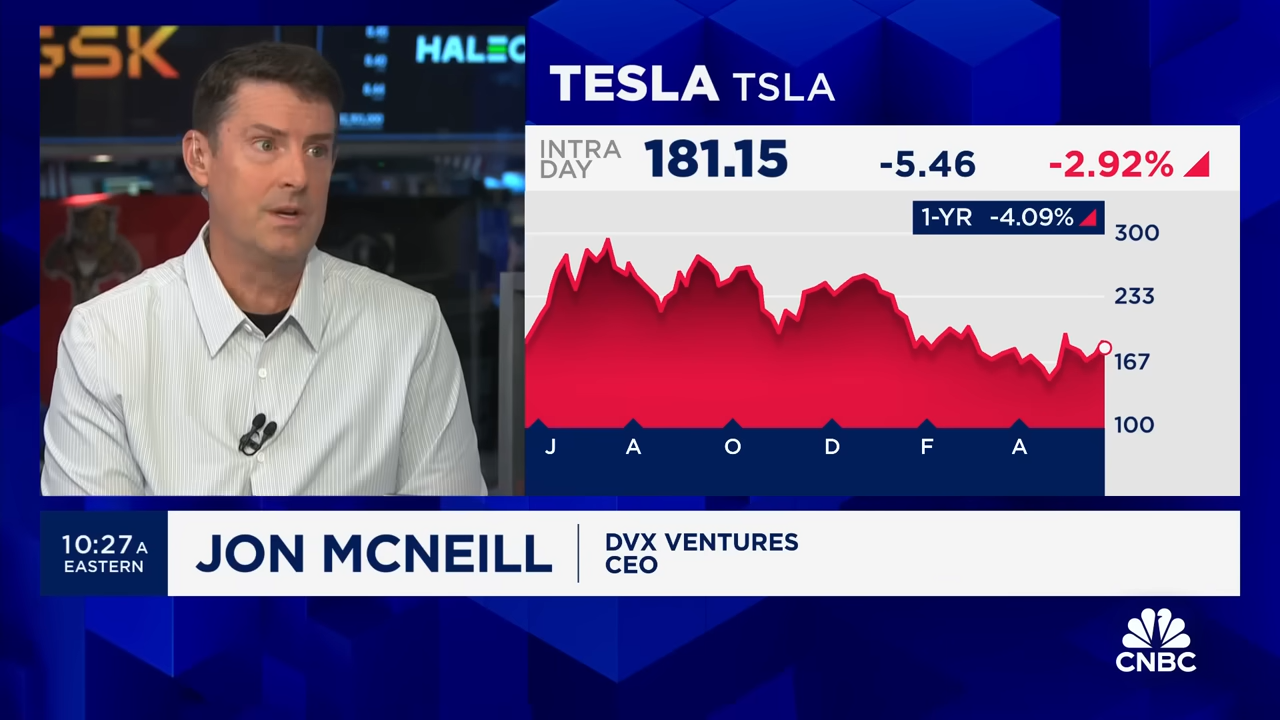 GSK
HALEO
TESLA TSLA
INTRA
DAY
181.15
-5.46
-2.92%
1-YR -4.09%
300
233
167
100
J A O D F A
10:27 A
EASTERN
JON MCNEILL
DVX VENTURES
CEO
CNBC